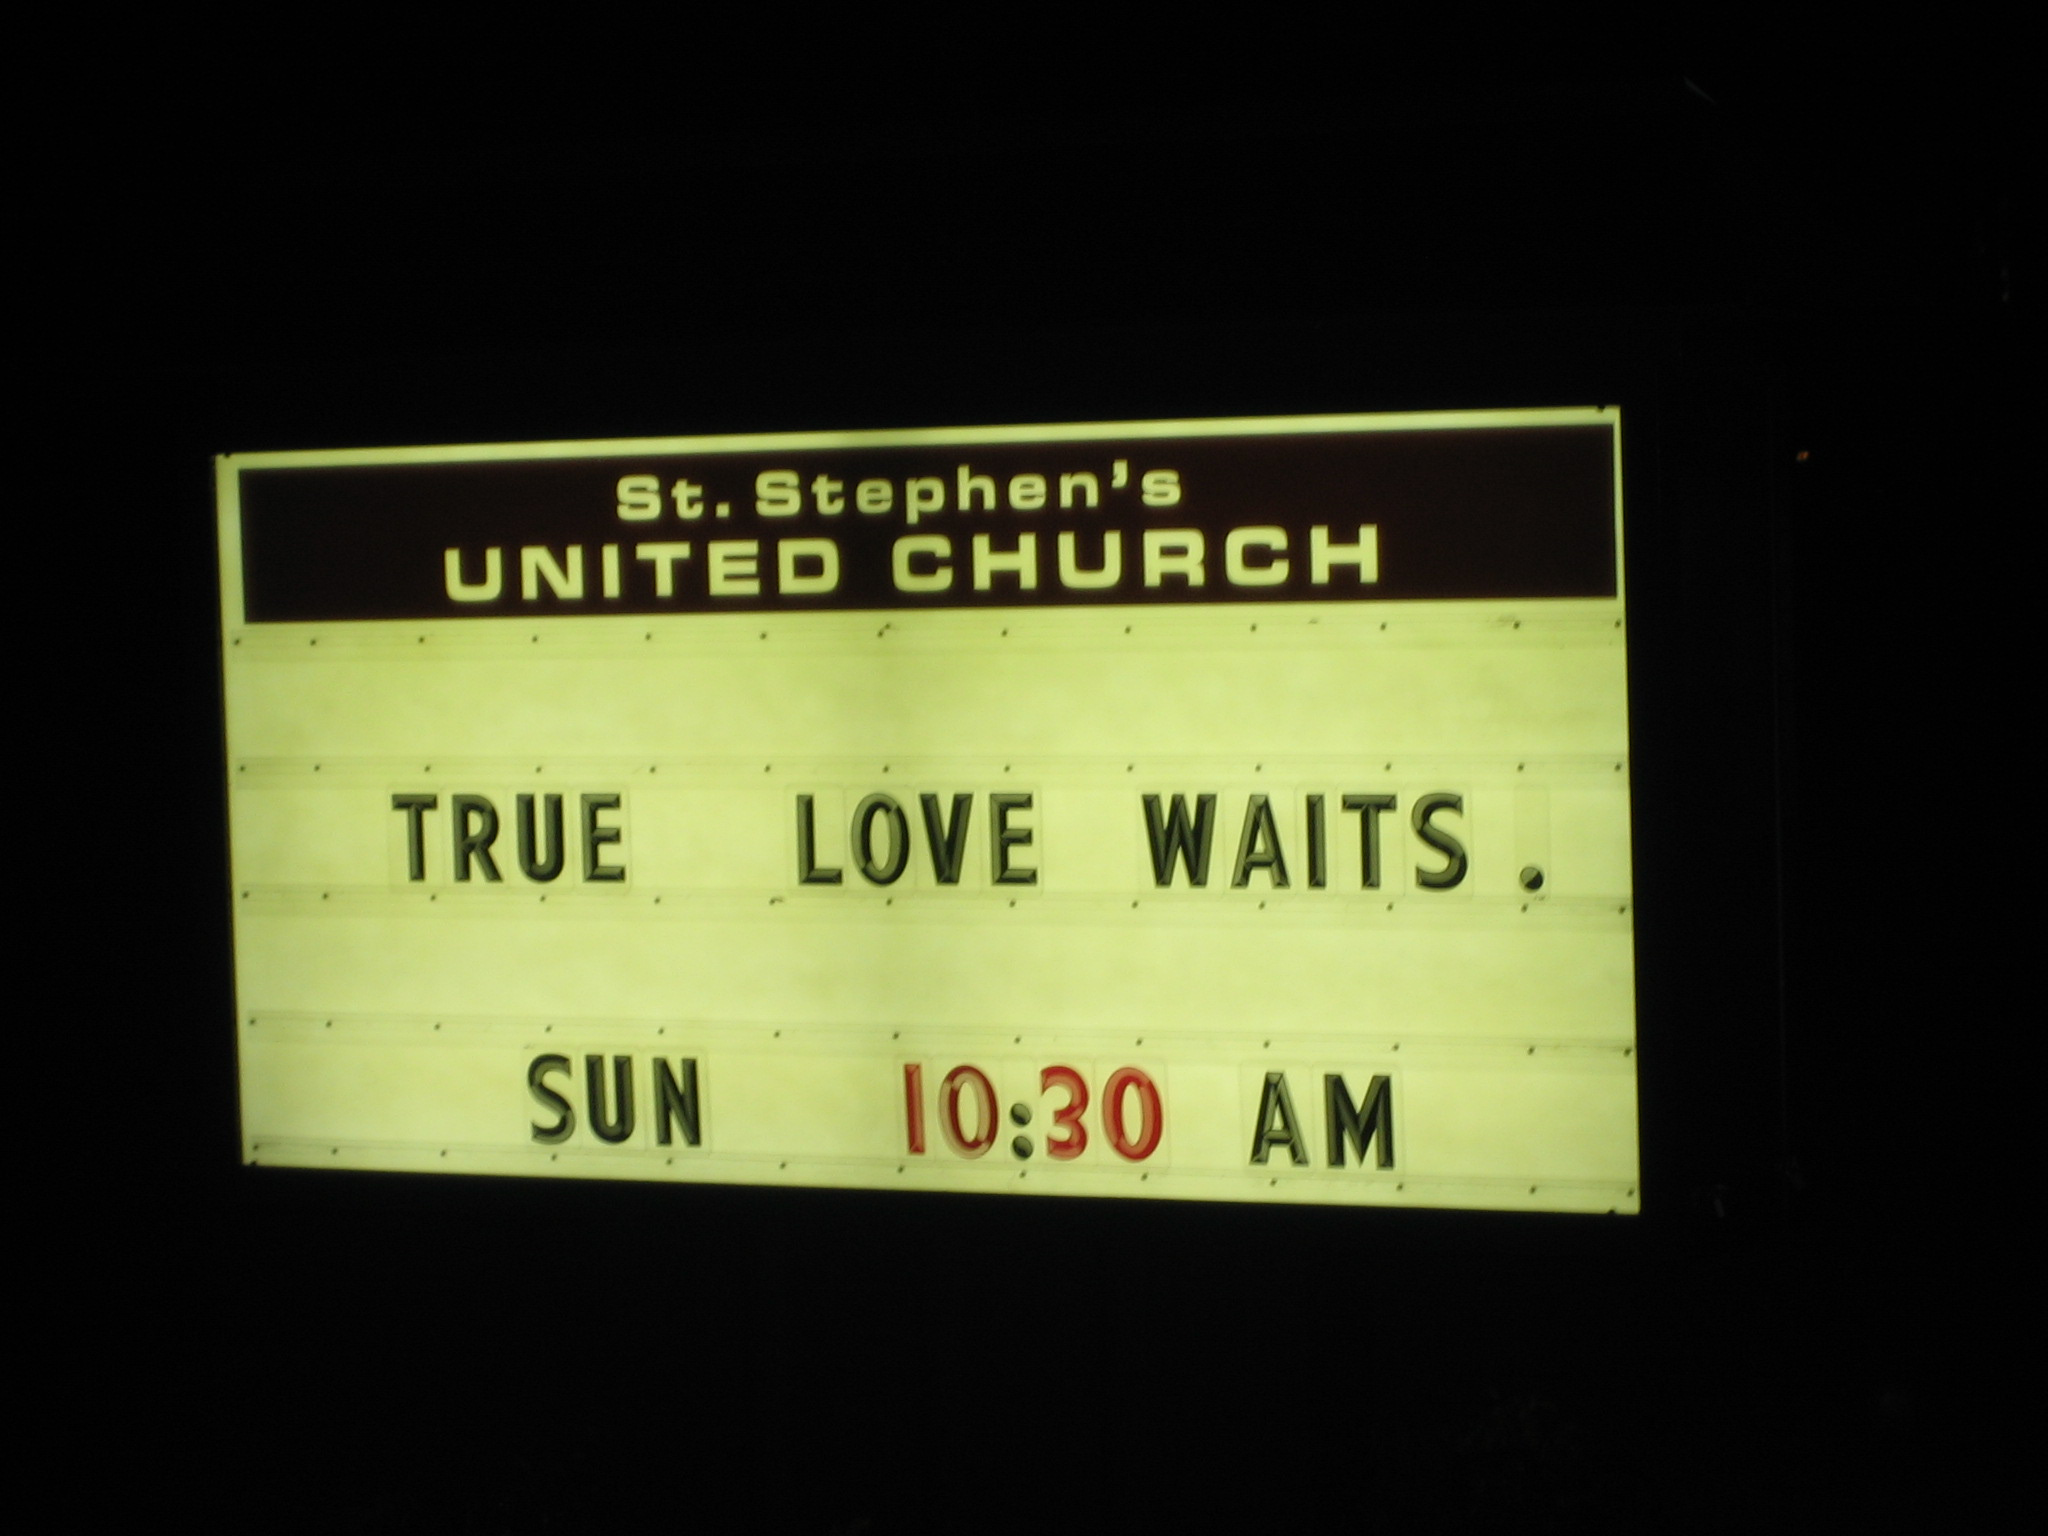 St. Stephen's
UNITED CHURCH
TRUE LOVE WAITS.
SUN 10:30 AM